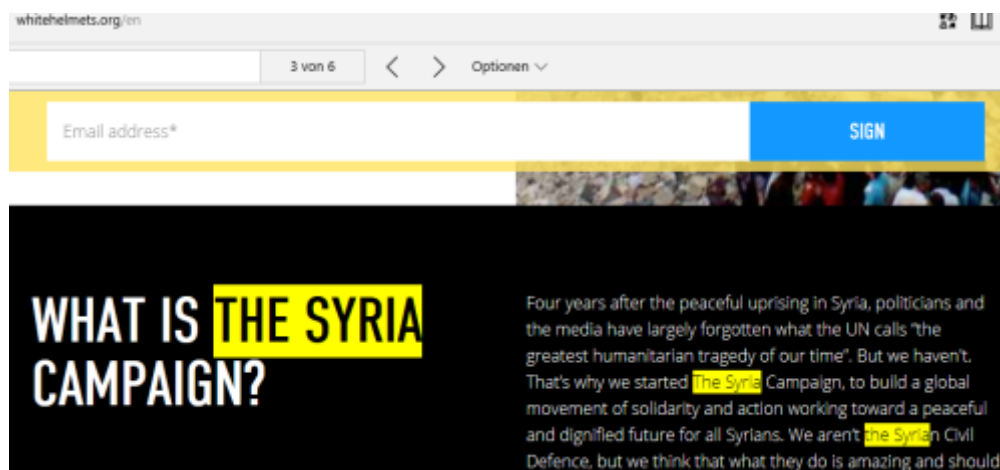 whitehelmets.org/en
3 von 6 Optionen
Email address* SIGN
WHAT IS THE SYRIA
CAMPAIGN?
Four years after the peaceful uprising in Syria, politicians and
the media have largely forgotten what the UN calls “the
greatest humanitarian tragedy of our time”. But we haven't.
That's why we started The Syria Campaign, to build a global
movement of solidarity and action working toward a peaceful
and dignified future for all Syrians. We aren't the Syrian Civil
Defence, but we think that what they do is amazing and should